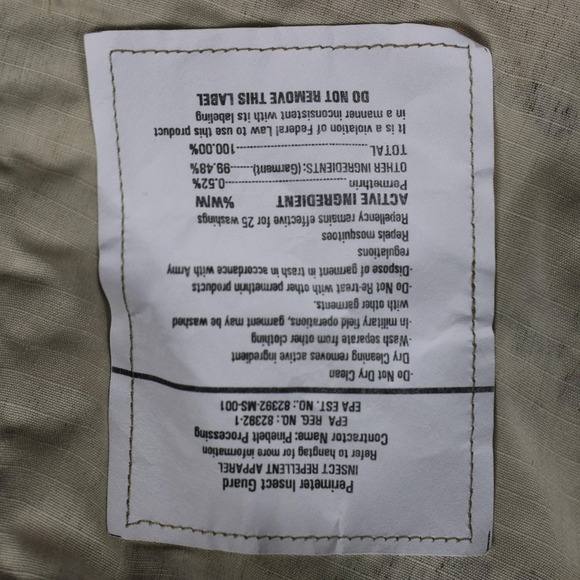 Perimeter Insect Guard
INSECT REPELLENT APPAREL
Refer to hangtag for more information
Contractor Name: Pinebelt Processing
EPA REG. NO.: 82392-1
EPA EST. NO.: 82392-MS-001
-Do Not Dry Clean
Dry Cleaning removes active ingredient
-Wash separate from other clothing
-In military field operations, garment may be washed
with other garments.
-Do Not Re-treat with other permethrin products
-Dispose of garment in trash in accordance with Army
regulations
Repels mosquitoes
Repellency remains effective for 25 washings
ACTIVE INGREDIENT %W/W
Permethrin --------------------0.52%
OTHER INGREDIENTS: (Garment)------99.48%
TOTAL ------------------------100.00%
It is a violation of Federal Law to use this product
in a manner inconsistent with its labeling
DO NOT REMOVE THIS LABEL